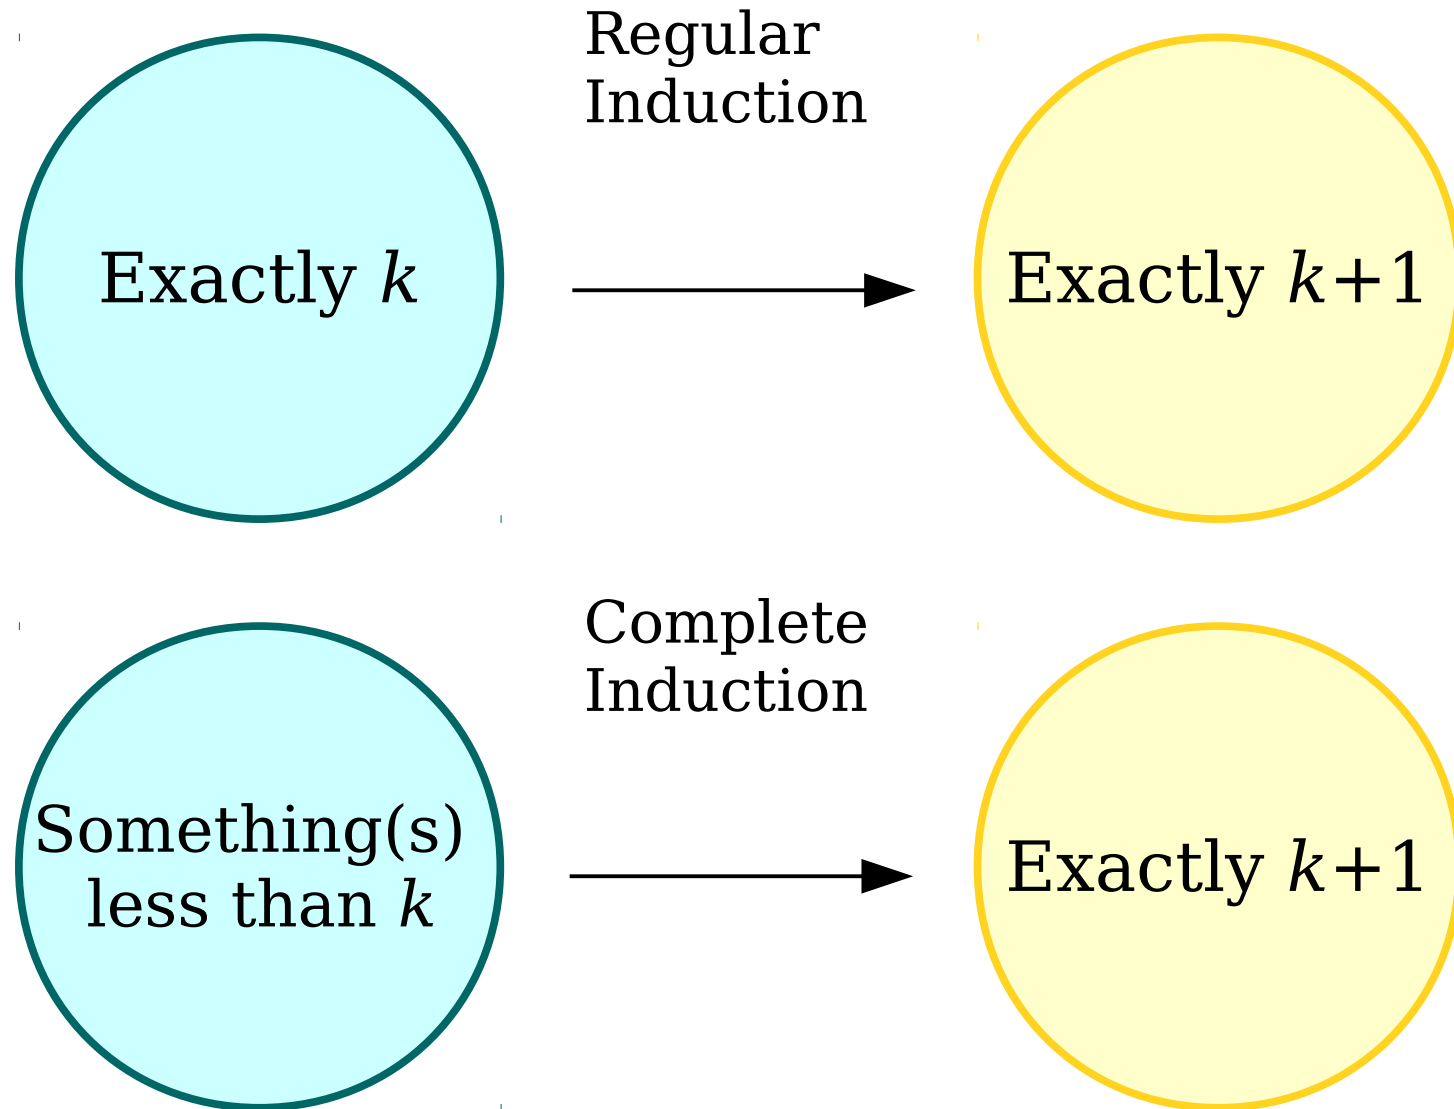 Regular
Induction
Exactly k
Exactly k+1
Complete
Induction
Something(s)
less than k
Exactly k+1